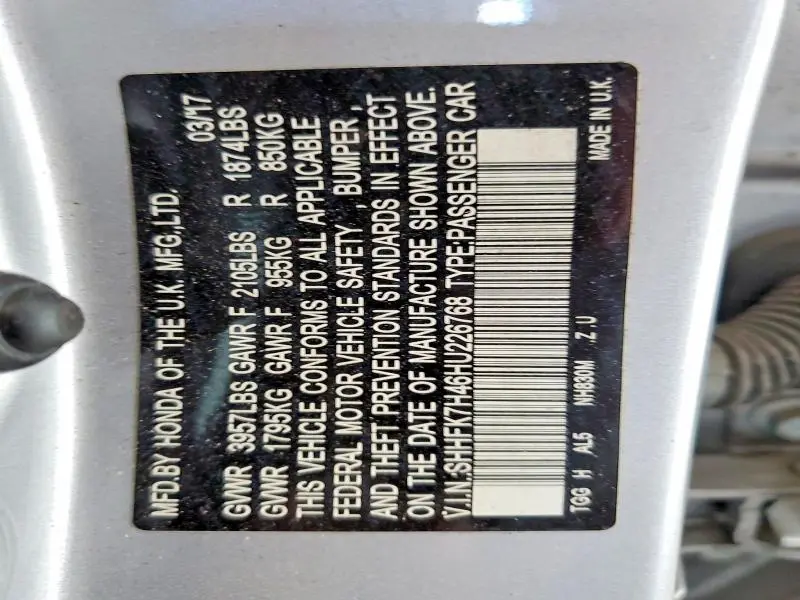 MFD.BY HONDA OF THE U.K. MFG.,LTD. 03/17
GVWR 3957LBS GAWR F 2105LBS R 1874LBS
GVWR 1795KG GAWR F 955KG R 850KG
THIS VEHICLE CONFORMS TO ALL APPLICABLE
FEDERAL MOTOR VEHICLE SAFETY , BUMPER ,
AND THEFT PREVENTION STANDARDS IN EFFECT
ON THE DATE OF MANUFACTURE SHOWN ABOVE.
V.I.N.:SHHFK7H46HU226768 TYPE:PASSENGER CAR
TGG H AL5 NH830M Z.U MADE IN U.K.